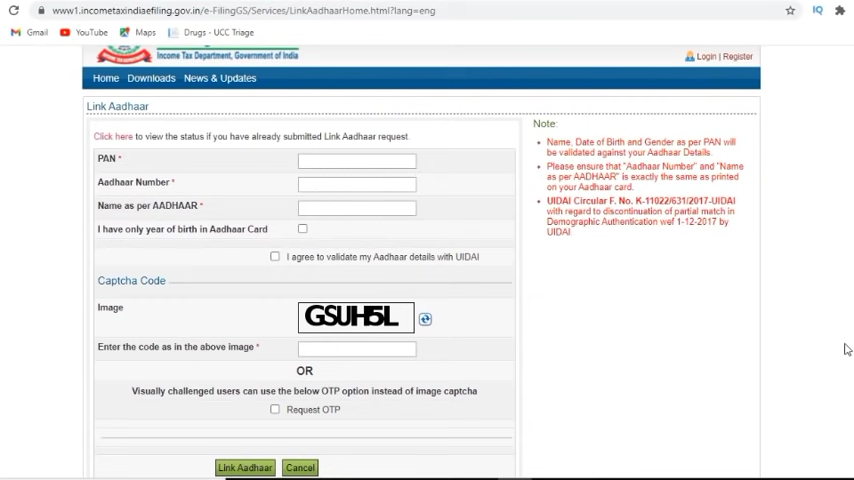 www1.incometaxindiaefiling.gov.in/e-FilingGS/Services/LinkAadhaarHome.html?lang=eng
IQ
Gmail YouTube Maps Drugs - UCC Triage
Income Tax Department, Government of India
Login | Register
Home Downloads News & Updates
Link Aadhaar
Click here to view the status if you have already submitted Link Aadhaar request.
PAN *
Aadhaar Number *
Name as per AADHAAR *
I have only year of birth in Aadhaar Card
I agree to validate my Aadhaar details with UIDAI
Captcha Code
Image
GSUH5L
Enter the code as in the above image *
OR
Visually challenged users can use the below OTP option instead of image captcha
Request OTP
Link Aadhaar Cancel
Note:
Name, Date of Birth and Gender as per PAN will
be validated against your Aadhaar Details.
Please ensure that "Aadhaar Number" and "Name
as per AADHAAR" is exactly the same as printed
on your Aadhaar card.
UIDAI Circular F. No. K-11022/631/2017-UIDAI
with regard to discontinuation of partial match in
Demographic Authentication wef 1-12-2017 by
UIDAI